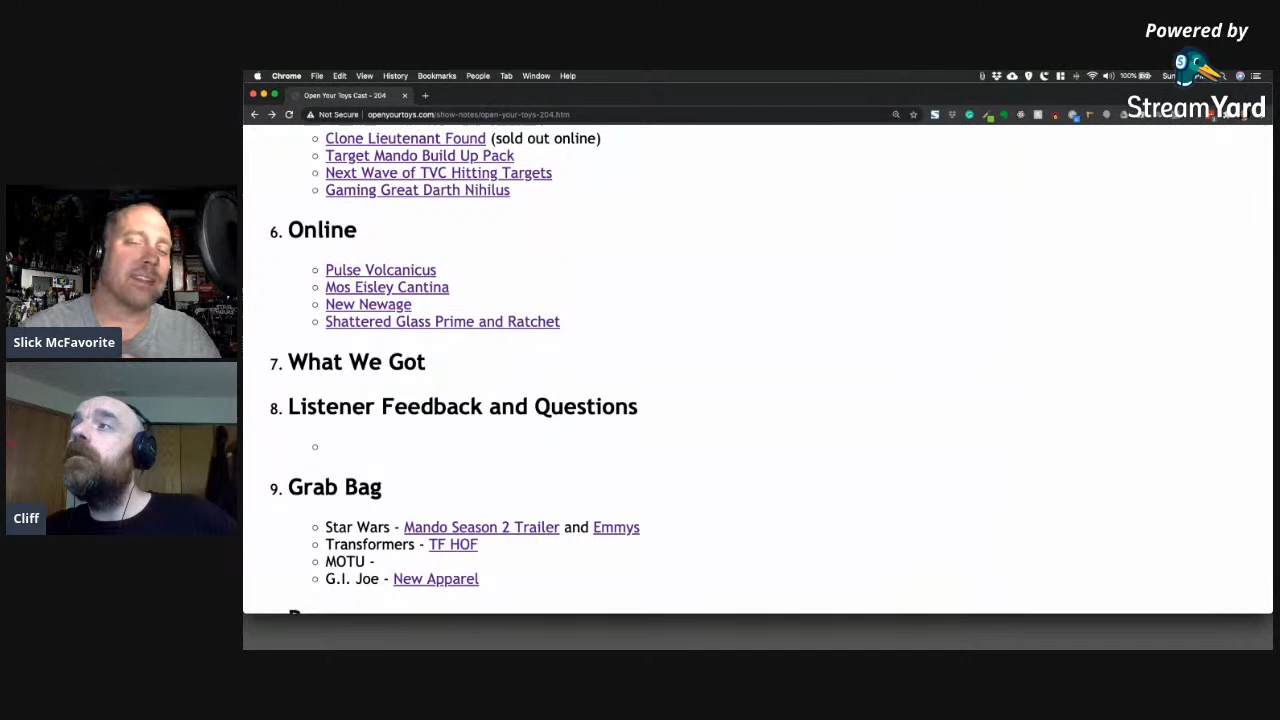 Powered by
StreamYard
Chrome File Edit View History Bookmarks People Tab Window Help
100%
Sun
Open Your Toys Cast - 204
Not Secure | openyourtoys.com/show-notes/open-your-toys-204.htm
Clone Lieutenant Found (sold out online)
Target Mando Build Up Pack
Next Wave of TVC Hitting Targets
Gaming Great Darth Nihilus
6. Online
Pulse Volcanicus
Mos Eisley Cantina
New Newage
Shattered Glass Prime and Ratchet
7. What We Got
8. Listener Feedback and Questions
9. Grab Bag
Star Wars - Mando Season 2 Trailer and Emmys
Transformers - TF HOF
MOTU -
G.I. Joe - New Apparel
Slick McFavorite
Cliff